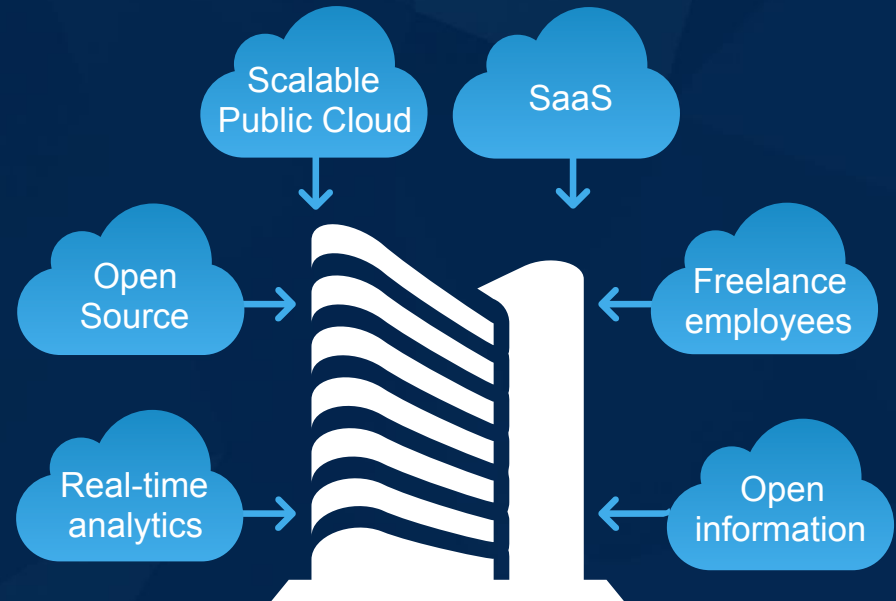 Scalable
Public Cloud
SaaS
Open
Source
Freelance
employees
Real-time
analytics
Open
information